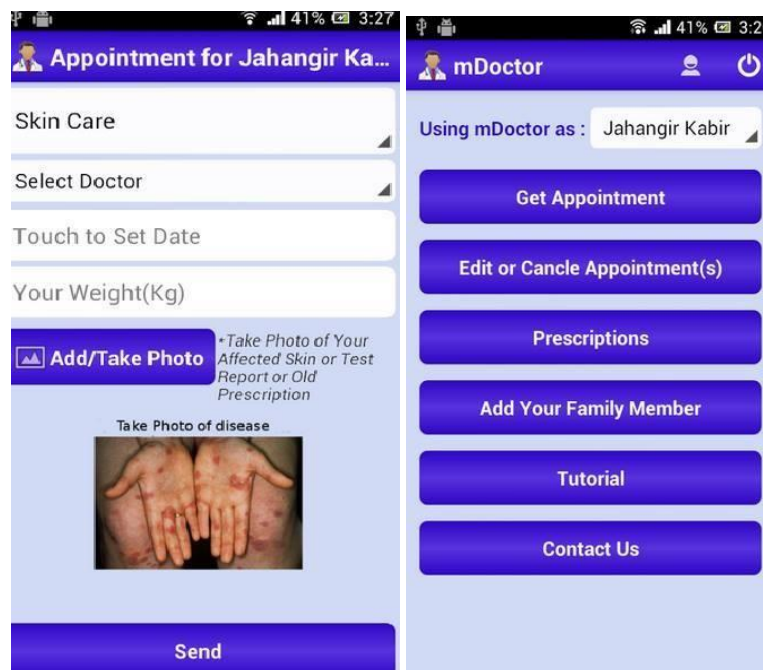 41% 3:27
Appointment for Jahangir Ka...
Skin Care
Select Doctor
Touch to Set Date
Your Weight(Kg)
Add/Take Photo
*Take Photo of Your
Affected Skin or Test
Report or Old
Prescription
Take Photo of disease
Send
41% 3:2
mDoctor
Using mDoctor as : Jahangir Kabir
Get Appointment
Edit or Cancle Appointment(s)
Prescriptions
Add Your Family Member
Tutorial
Contact Us